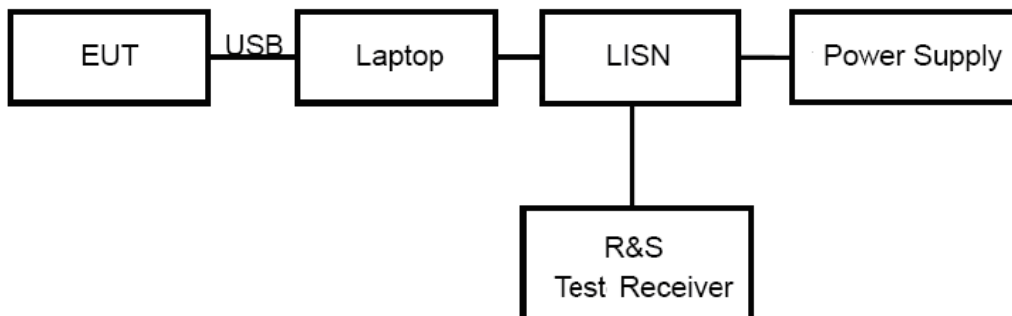 EUT
USB
Laptop
LISN
Power Supply
R&S
Test Receiver